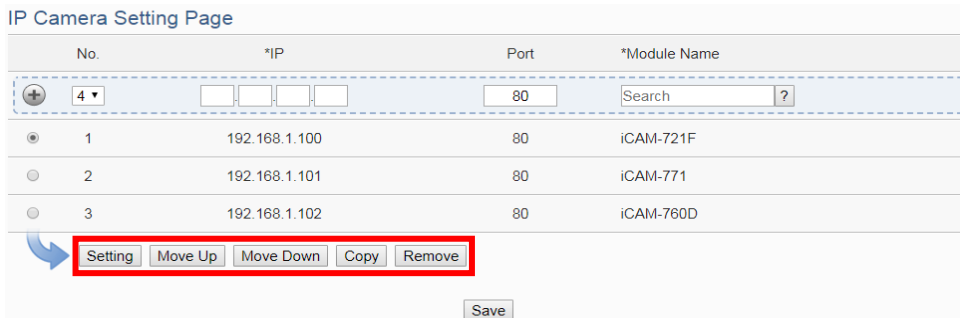 IP Camera Setting Page
No. *IP Port *Module Name
4 80 Search ?
1 192.168.1.100 80 iCAM-721F
2 192.168.1.101 80 iCAM-771
3 192.168.1.102 80 iCAM-760D
Setting Move Up Move Down Copy Remove
Save